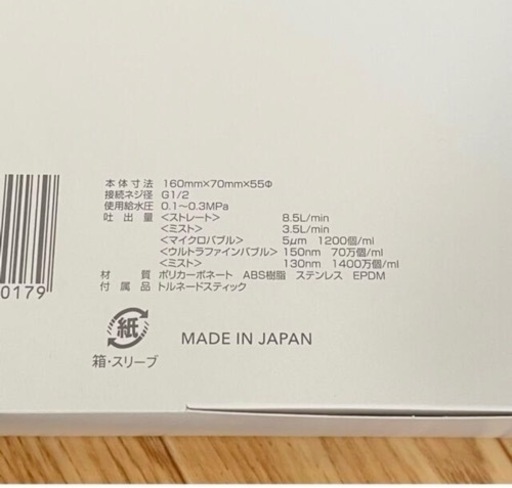 本体寸法 160mm×70mm×55Φ
接続ネジ径 G1/2
使用給水圧 0.1～0.3MPa
吐出量 <ストレート> 8.5L/min
<ミスト> 3.5L/min
<マイクロバブル> 5μm 1200個/ml
<ウルトラファインバブル> 150nm 70万個/ml
<ミスト> 130nm 1400万個/ml
材質 ポリカーボネート ABS樹脂 ステンレス EPDM
付属品 トルネードスティック
0179
紙
箱・スリーブ
MADE IN JAPAN